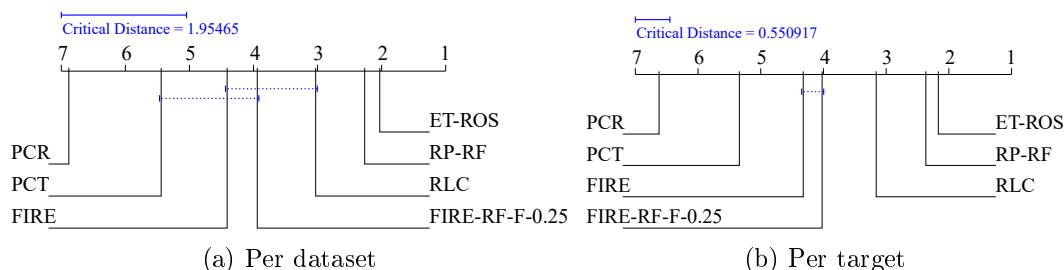 Critical Distance = 1.95465
7 6 5 4 3 2 1
ET-ROS
PCR RP-RF
PCT RLC
FIRE FIRE-RF-F-0.25
(a) Per dataset
Critical Distance = 0.550917
7 6 5 4 3 2 1
PCR ET-ROS
PCT RP-RF
FIRE RLC
FIRE-RF-F-0.25
(b) Per target